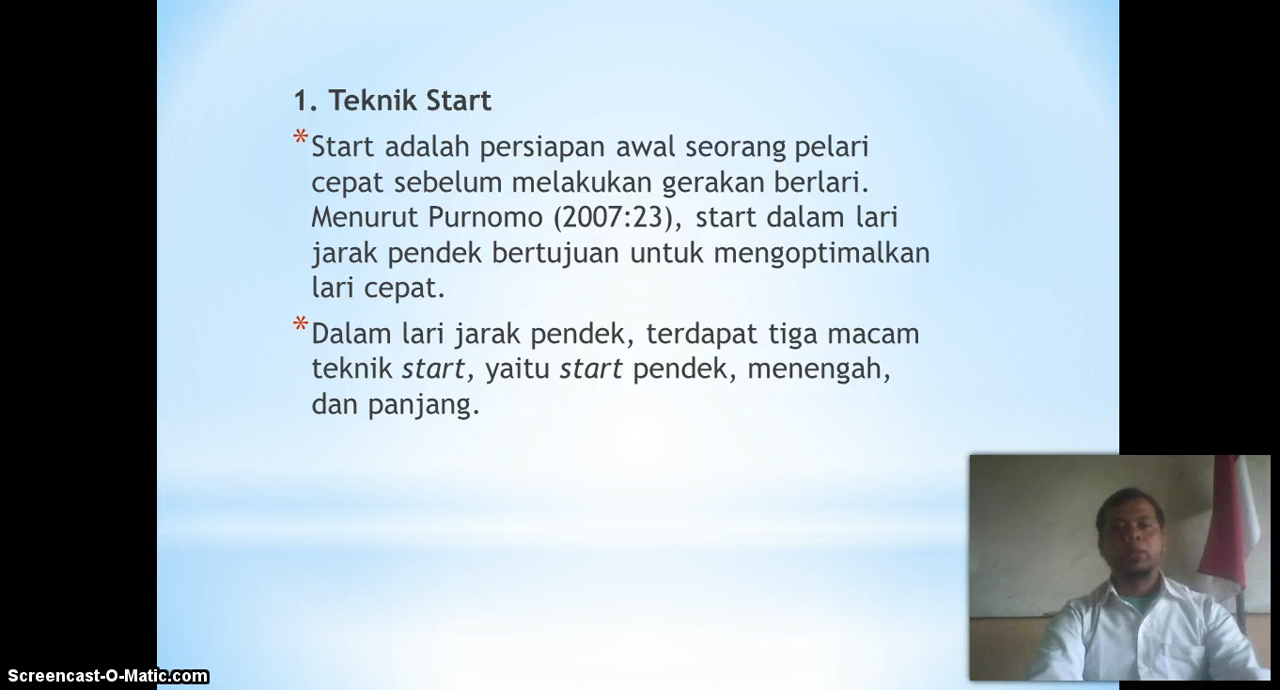 1. Teknik Start
* Start adalah persiapan awal seorang pelari
cepat sebelum melakukan gerakan berlari.
Menurut Purnomo (2007:23), start dalam lari
jarak pendek bertujuan untuk mengoptimalkan
lari cepat.
* Dalam lari jarak pendek, terdapat tiga macam
teknik start, yaitu start pendek, menengah,
dan panjang.
Screencast-O-Matic.com